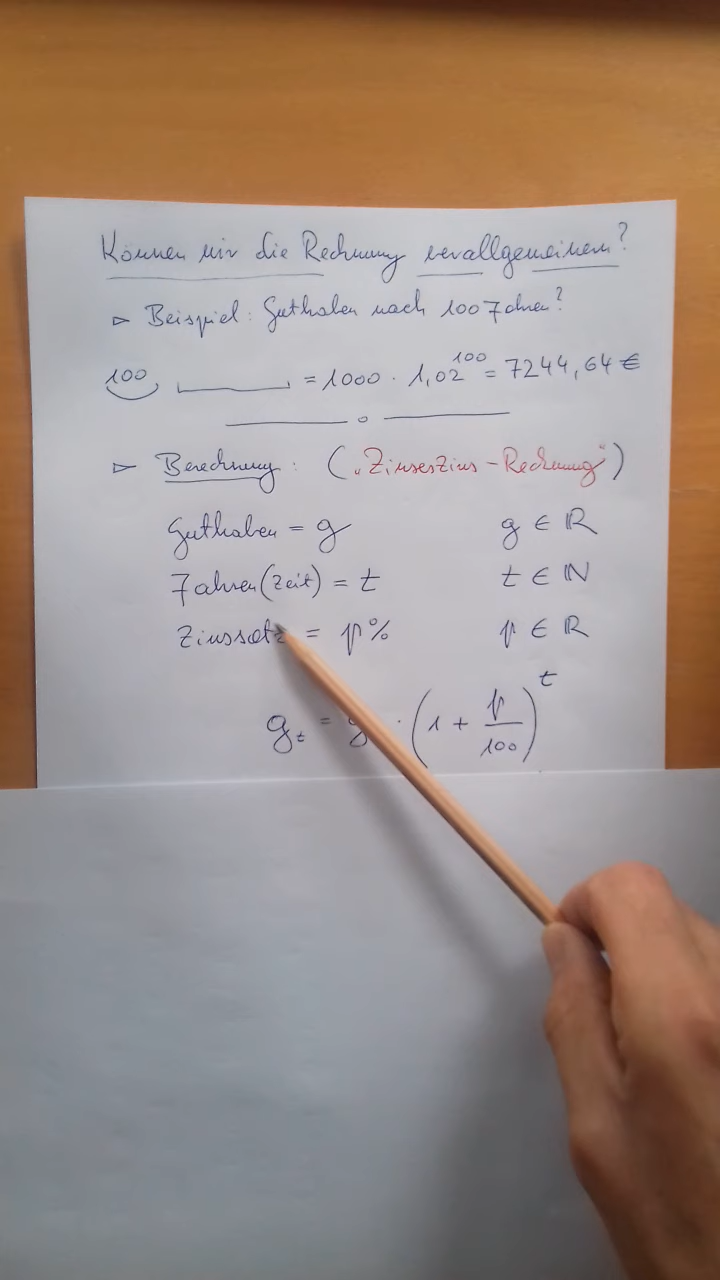 Können wir die Rechnung verallgemeinern?
▻ Beispiel: Guthaben nach 100 Jahren?
100 = 1000 · 1,02^100 = 7244,64 €
▻ Berechnung: („Zinseszins-Rechnung“)
Guthaben = g g ∈ ℝ
Jahren (Zeit) = t t ∈ ℕ
Zinssatz = p% p ∈ ℝ
g_t = g · (1 + p/100)^t